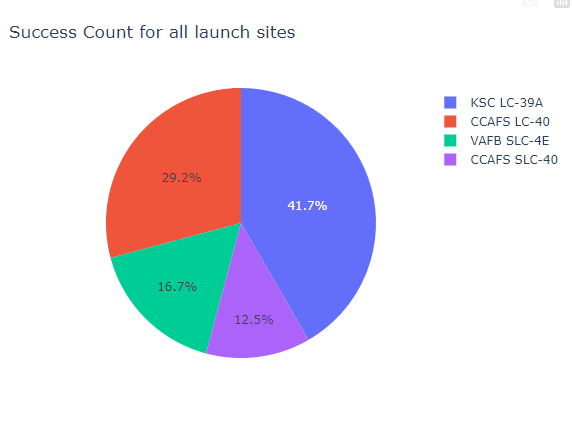 Success Count for all launch sites
KSC LC-39A
CCAFS LC-40
VAFB SLC-4E
CCAFS SLC-40
29.2%
41.7%
16.7%
12.5%